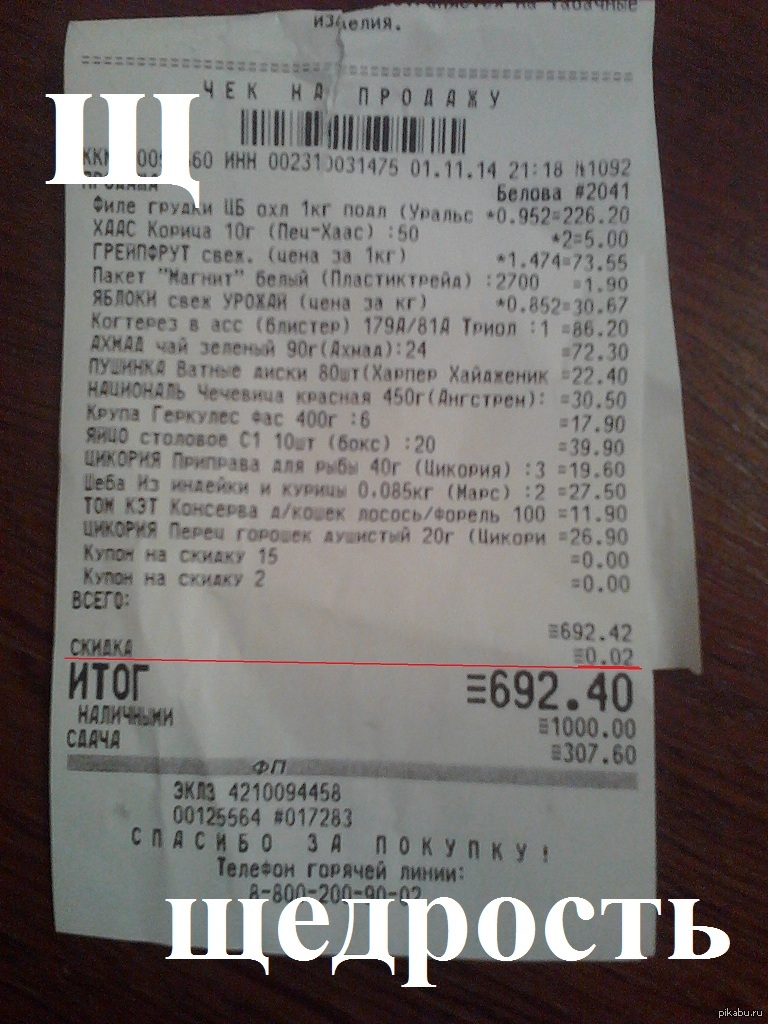 изделия.
Щ
ЧЕК НА ПРОДАЖУ
ИНН 002310031475 01.11.14 21:18 №1092
Белова #2041
Филе грудки ЦБ охл 1кг подл (Уральс *0.952=226.20
ХААС Корица 10г (Пец-Хаас) :50 *2=5.00
ГРЕЙПФРУТ свеж. (цена за 1кг) *1.474=73.55
Пакет "Магнит" белый (Пластиктрейд) :2700 =1.90
ЯБЛОКИ свеж УРОЖАЙ (цена за кг) *0.852=30.67
Когтерез в асс (блистер) 179А/81А Триол :1 =86.20
АХМАД чай зеленый 90г(Ахмад):24 =72.30
ПУШИНКА Ватные диски 80шт(Харпер Хайдженик =22.40
НАЦИОНАЛЬ Чечевица красная 450г(Ангстрем): =30.50
Крупа Геркулес фас 400г :6 =17.90
ЯЙЦО столовое С1 10шт (бокс) :20 =39.90
ЦИКОРИЯ Приправа для рыбы 40г (Цикория) :3 =19.60
Шеба Из индейки и курицы 0.085кг (Марс) :2 =27.50
ТОМ КЭТ Консерва д/кошек лосось/форель 100 =11.90
ЦИКОРИЯ Перец горошек душистый 20г (Цикори =26.90
Купон на скидку 15 =0.00
Купон на скидку 2 =0.00
ВСЕГО:
≡692.42
СКИДКА ≡0.02
ИТОГ ≡692.40
НАЛИЧНЫМИ ≡1000.00
СДАЧА ≡307.60
ФП
ЭКЛЗ 4210094458
00125564 #017283
СПАСИБО ЗА ПОКУПКУ!
Телефон горячей линии:
8-800-200-90-02
щедрость
pikabu.ru